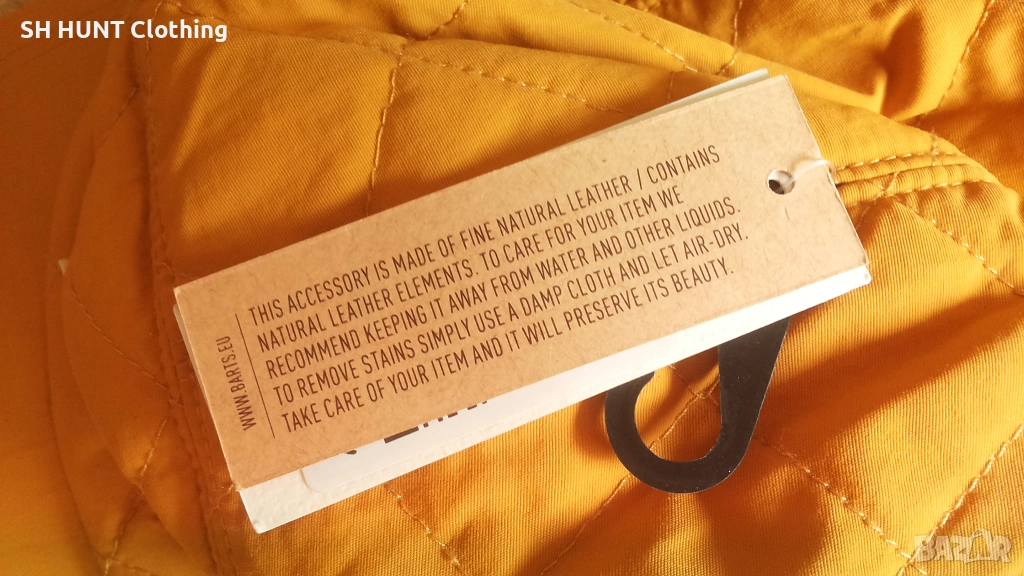 SH HUNT Clothing
THIS ACCESSORY IS MADE OF FINE NATURAL LEATHER / CONTAINS
NATURAL LEATHER ELEMENTS. TO CARE FOR YOUR ITEM WE
RECOMMEND KEEPING IT AWAY FROM WATER AND OTHER LIQUIDS.
TO REMOVE STAINS SIMPLY USE A DAMP CLOTH AND LET AIR-DRY.
TAKE CARE OF YOUR ITEM AND IT WILL PRESERVE ITS BEAUTY.
WWW.BARTS.EU
BAZAR